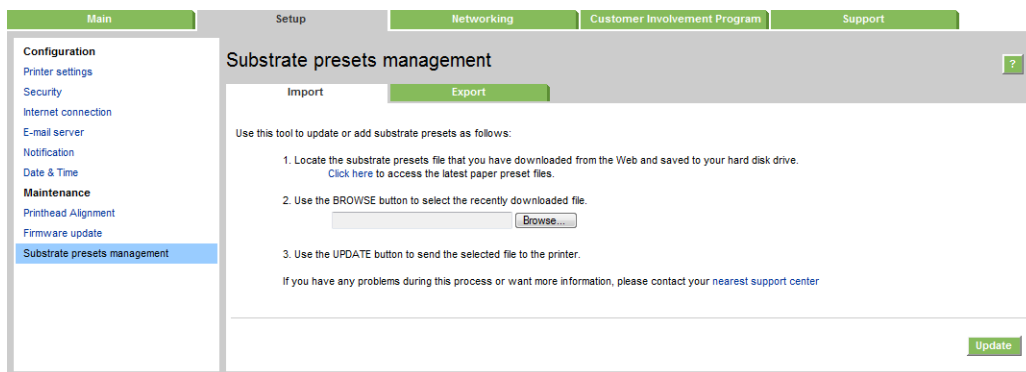 Main
Setup
Networking
Customer Involvement Program
Support
Configuration
Printer settings
Security
Internet connection
E-mail server
Notification
Date & Time
Maintenance
Printhead Alignment
Firmware update
Substrate presets management
Substrate presets management
?
Import
Export
Use this tool to update or add substrate presets as follows:
1. Locate the substrate presets file that you have downloaded from the Web and saved to your hard disk drive.
Click here to access the latest paper preset files.
2. Use the BROWSE button to select the recently downloaded file.
Browse...
3. Use the UPDATE button to send the selected file to the printer.
If you have any problems during this process or want more information, please contact your nearest support center
Update